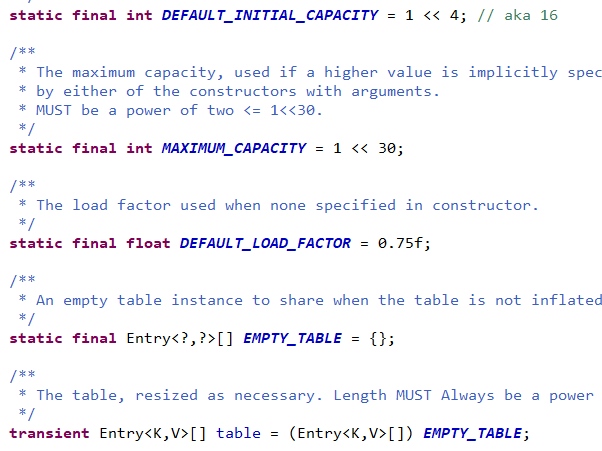 static final int DEFAULT_INITIAL_CAPACITY = 1 << 4; // aka 16
/**
* The maximum capacity, used if a higher value is implicitly spec
* by either of the constructors with arguments.
* MUST be a power of two <= 1<<30.
*/
static final int MAXIMUM_CAPACITY = 1 << 30;
/**
* The load factor used when none specified in constructor.
*/
static final float DEFAULT_LOAD_FACTOR = 0.75f;
/**
* An empty table instance to share when the table is not inflated
*/
static final Entry<?,?>[] EMPTY_TABLE = {};
/**
* The table, resized as necessary. Length MUST Always be a power
*/
transient Entry<K,V>[] table = (Entry<K,V>[]) EMPTY_TABLE;